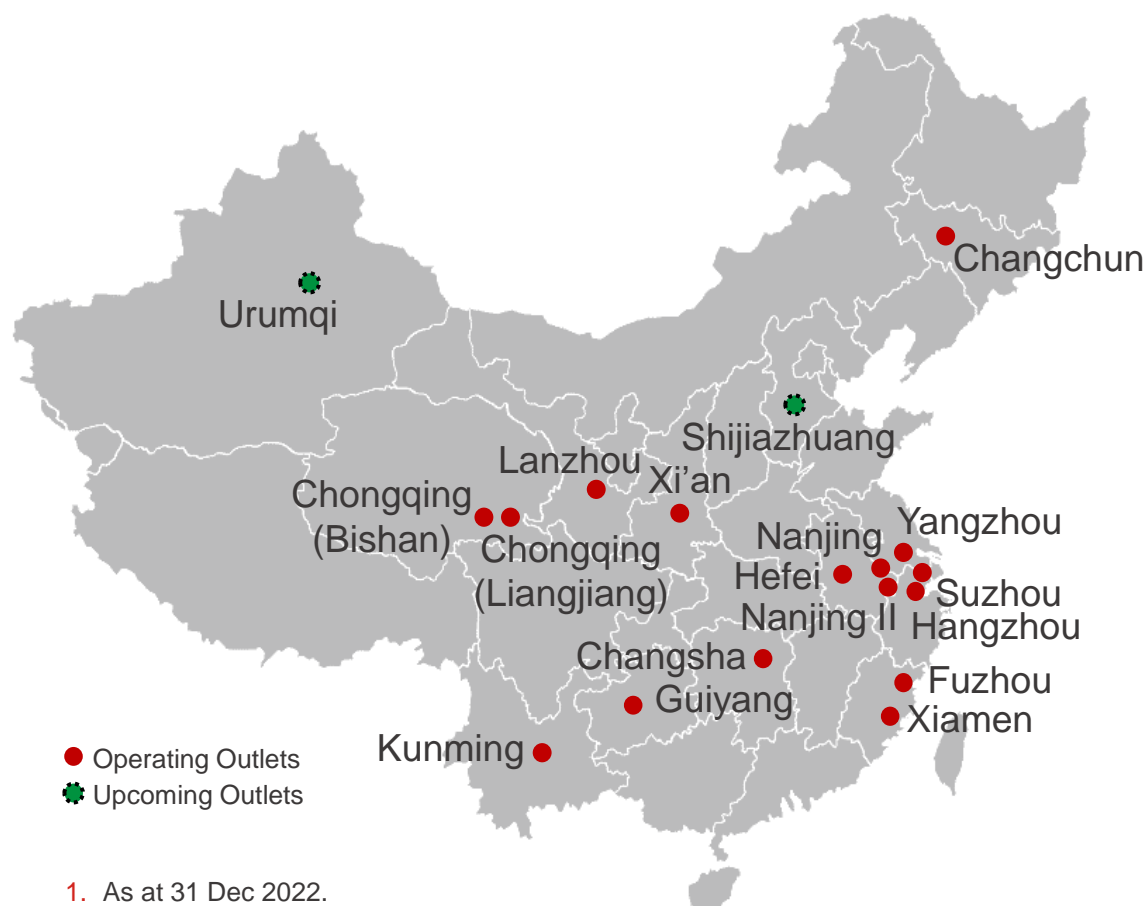 Changchun
Urumqi
Shijiazhuang
Lanzhou
Xi’an
Chongqing
(Bishan)
Chongqing
(Liangjiang)
Yangzhou
Nanjing
Hefei
Suzhou
Nanjing II
Hangzhou
Changsha
Fuzhou
Guiyang
Xiamen
Kunming
Operating Outlets
Upcoming Outlets
1. As at 31 Dec 2022.